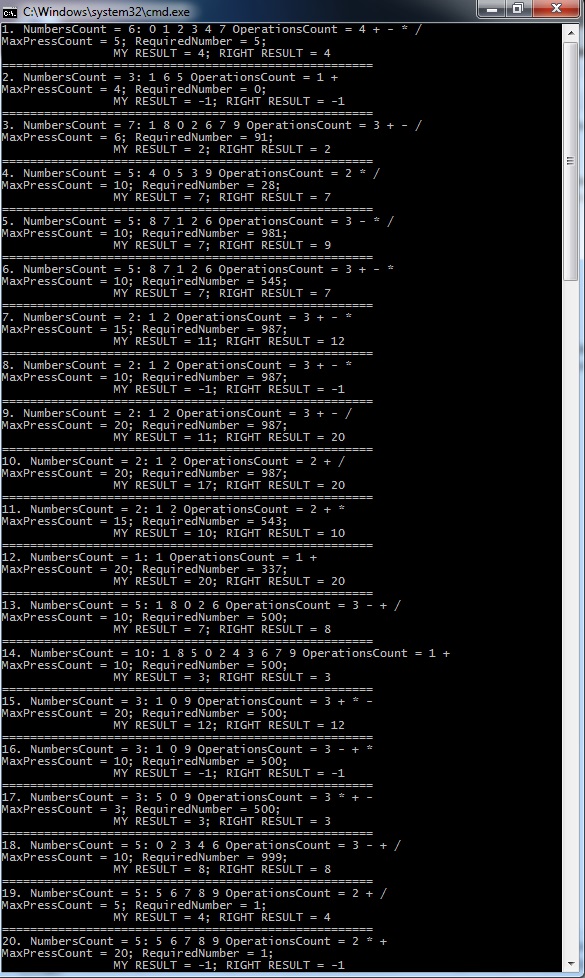 C:\Windows\system32\cmd.exe
1. NumbersCount = 6: 0 1 2 3 4 7 OperationsCount = 4 + - * /
MaxPressCount = 5; RequiredNumber = 5;
MY RESULT = 4; RIGHT RESULT = 4
=====================================================
2. NumbersCount = 3: 1 6 5 OperationsCount = 1 +
MaxPressCount = 4; RequiredNumber = 0;
MY RESULT = -1; RIGHT RESULT = -1
=====================================================
3. NumbersCount = 7: 1 8 0 2 6 7 9 OperationsCount = 3 + - /
MaxPressCount = 6; RequiredNumber = 91;
MY RESULT = 2; RIGHT RESULT = 2
=====================================================
4. NumbersCount = 5: 4 0 5 3 9 OperationsCount = 2 * /
MaxPressCount = 10; RequiredNumber = 28;
MY RESULT = 7; RIGHT RESULT = 7
=====================================================
5. NumbersCount = 5: 8 7 1 2 6 OperationsCount = 3 - * /
MaxPressCount = 10; RequiredNumber = 981;
MY RESULT = 7; RIGHT RESULT = 9
=====================================================
6. NumbersCount = 5: 8 7 1 2 6 OperationsCount = 3 + - *
MaxPressCount = 10; RequiredNumber = 545;
MY RESULT = 7; RIGHT RESULT = 7
=====================================================
7. NumbersCount = 2: 1 2 OperationsCount = 3 + - *
MaxPressCount = 15; RequiredNumber = 987;
MY RESULT = 11; RIGHT RESULT = 12
=====================================================
8. NumbersCount = 2: 1 2 OperationsCount = 3 + - *
MaxPressCount = 10; RequiredNumber = 987;
MY RESULT = -1; RIGHT RESULT = -1
=====================================================
9. NumbersCount = 2: 1 2 OperationsCount = 3 + - /
MaxPressCount = 20; RequiredNumber = 987;
MY RESULT = 11; RIGHT RESULT = 20
=====================================================
10. NumbersCount = 2: 1 2 OperationsCount = 2 + /
MaxPressCount = 20; RequiredNumber = 987;
MY RESULT = 17; RIGHT RESULT = 20
=====================================================
11. NumbersCount = 2: 1 2 OperationsCount = 2 + *
MaxPressCount = 15; RequiredNumber = 543;
MY RESULT = 10; RIGHT RESULT = 10
=====================================================
12. NumbersCount = 1: 1 OperationsCount = 1 +
MaxPressCount = 20; RequiredNumber = 337;
MY RESULT = 20; RIGHT RESULT = 20
=====================================================
13. NumbersCount = 5: 1 8 0 2 6 OperationsCount = 3 - + /
MaxPressCount = 10; RequiredNumber = 500;
MY RESULT = 7; RIGHT RESULT = 8
=====================================================
14. NumbersCount = 10: 1 8 5 0 2 4 3 6 7 9 OperationsCount = 1 +
MaxPressCount = 10; RequiredNumber = 500;
MY RESULT = 3; RIGHT RESULT = 3
=====================================================
15. NumbersCount = 3: 1 0 9 OperationsCount = 3 + * -
MaxPressCount = 20; RequiredNumber = 500;
MY RESULT = 12; RIGHT RESULT = 12
=====================================================
16. NumbersCount = 3: 1 0 9 OperationsCount = 3 - + *
MaxPressCount = 10; RequiredNumber = 500;
MY RESULT = -1; RIGHT RESULT = -1
=====================================================
17. NumbersCount = 3: 5 0 9 OperationsCount = 3 * + -
MaxPressCount = 3; RequiredNumber = 500;
MY RESULT = 3; RIGHT RESULT = 3
=====================================================
18. NumbersCount = 5: 0 2 3 4 6 OperationsCount = 3 - + /
MaxPressCount = 10; RequiredNumber = 999;
MY RESULT = 8; RIGHT RESULT = 8
=====================================================
19. NumbersCount = 5: 5 6 7 8 9 OperationsCount = 2 + /
MaxPressCount = 5; RequiredNumber = 1;
MY RESULT = 4; RIGHT RESULT = 4
=====================================================
20. NumbersCount = 5: 5 6 7 8 9 OperationsCount = 2 * +
MaxPressCount = 20; RequiredNumber = 1;
MY RESULT = -1; RIGHT RESULT = -1